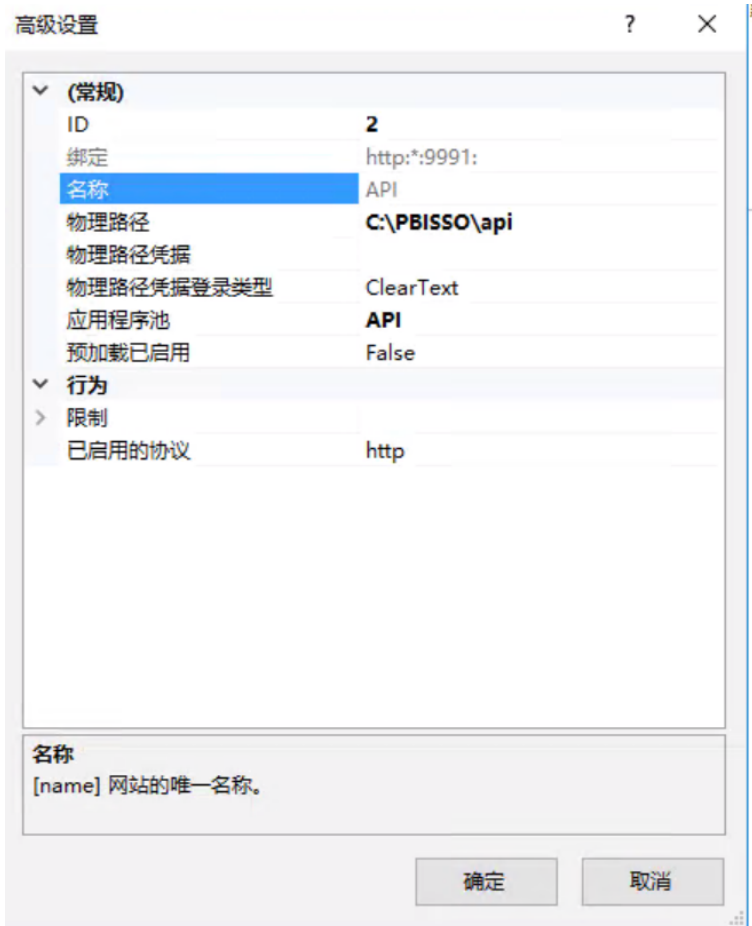 高级设置
(常规)
ID 2
绑定 http:*:9991:
名称 API
物理路径 C:\PBISSO\api
物理路径凭据
物理路径凭据登录类型 ClearText
应用程序池 API
预加载已启用 False
行为
限制
已启用的协议 http
名称
[name] 网站的唯一名称。
确定 取消